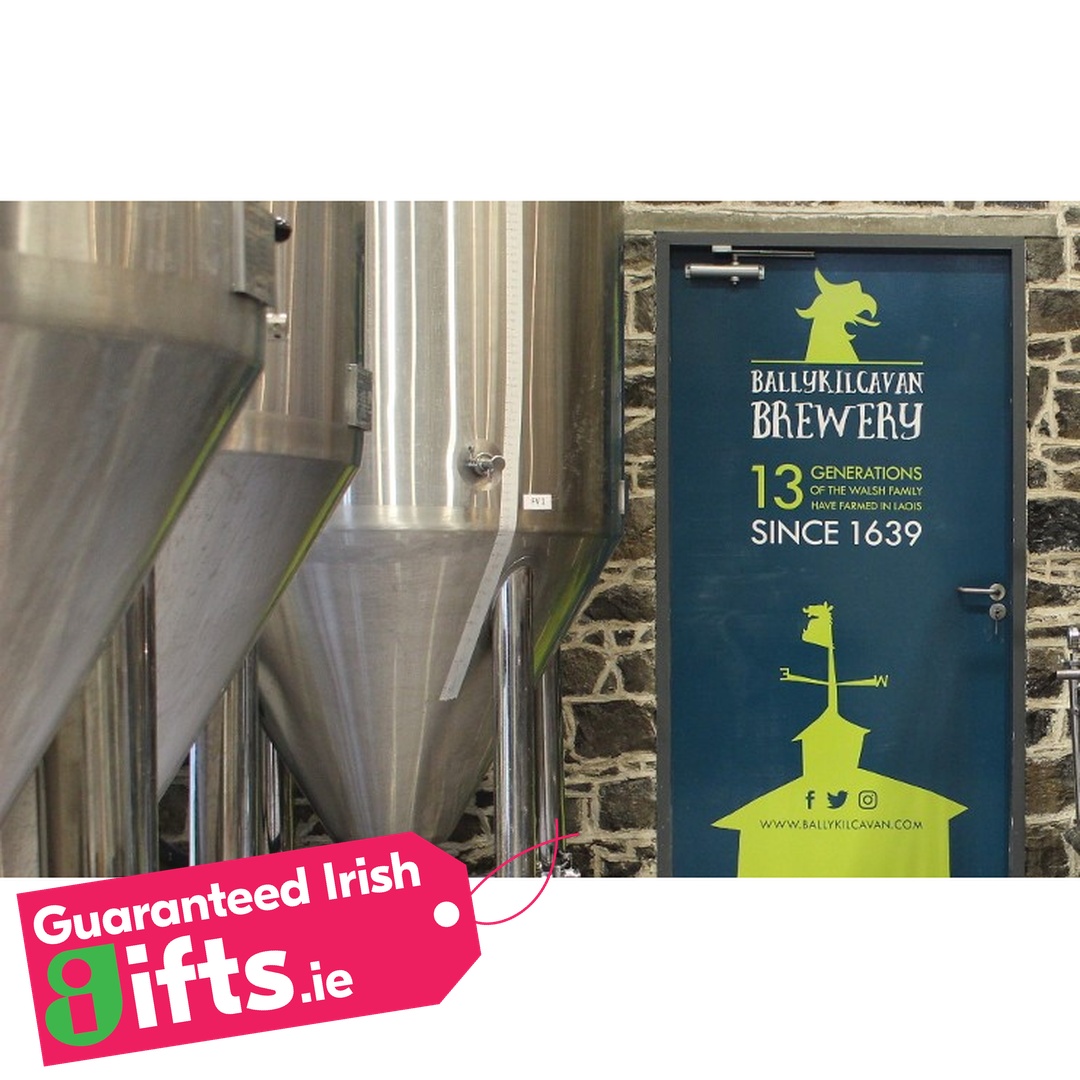 BALLYKILCAVAN
BREWERY
13 GENERATIONS
OF THE WALSH FAMILY
HAVE FARMED IN LAOIS
SINCE 1639
E W
WWW.BALLYKILCAVAN.COM
FV1
Guaranteed Irish
gifts.ie